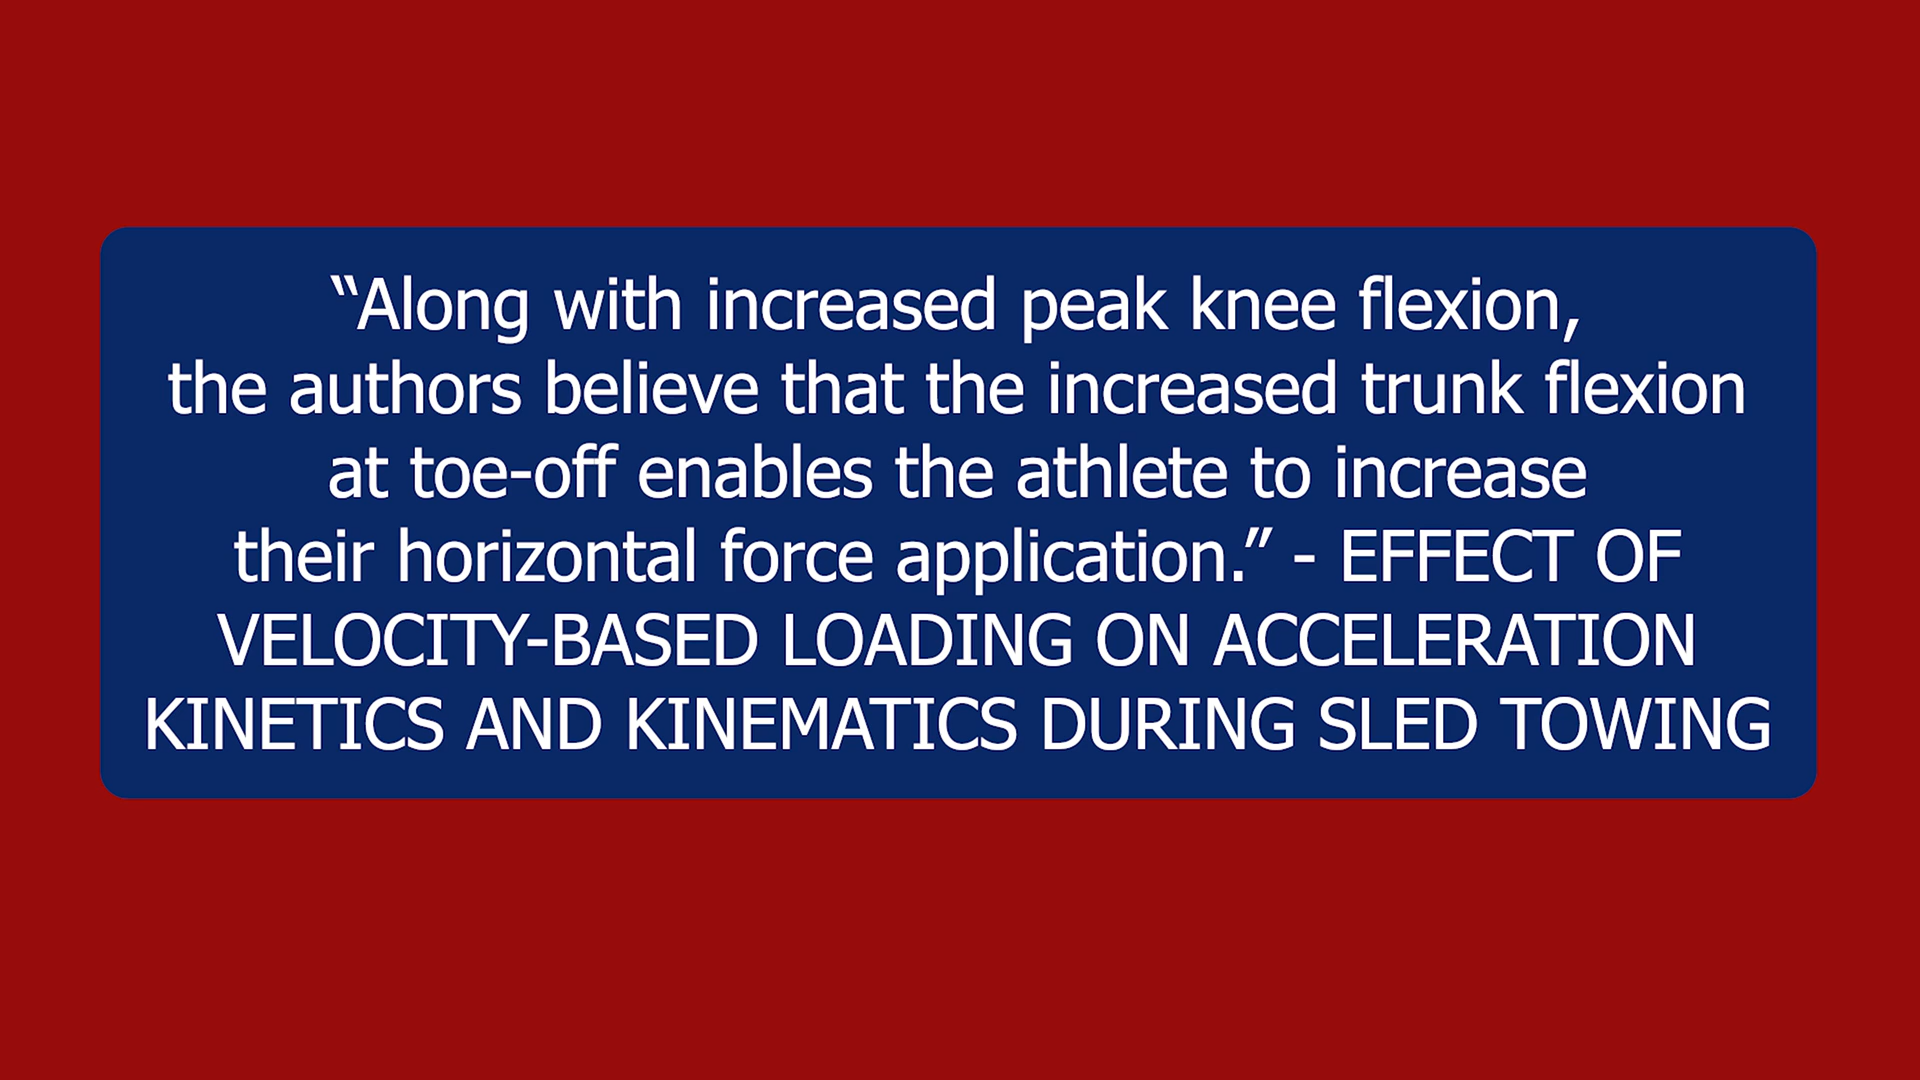 “Along with increased peak knee flexion,
the authors believe that the increased trunk flexion
at toe-off enables the athlete to increase
their horizontal force application.” - EFFECT OF
VELOCITY-BASED LOADING ON ACCELERATION
KINETICS AND KINEMATICS DURING SLED TOWING